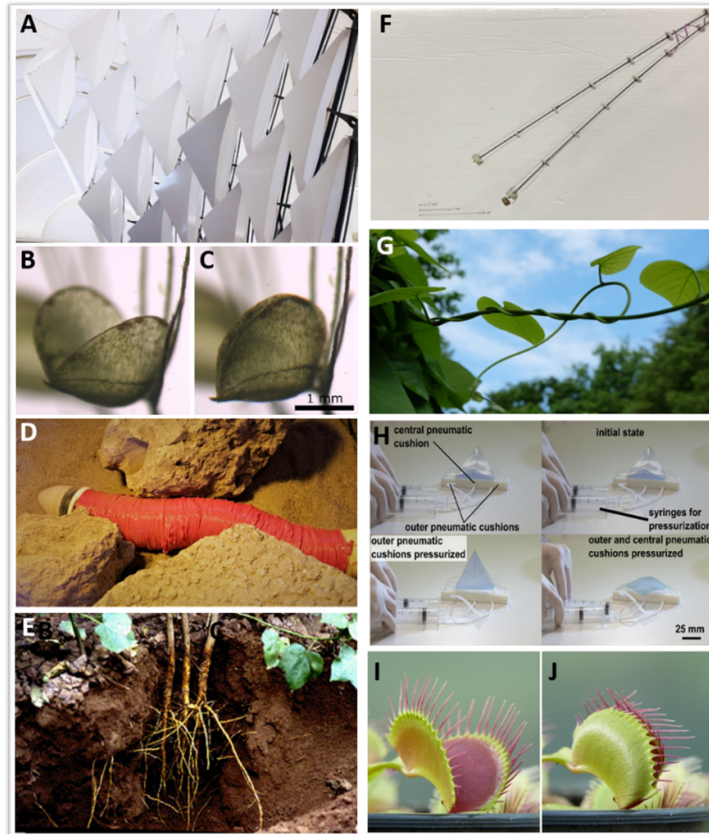 A
F
B
C
1 mm
G
D
H
central pneumatic
cushion
outer pneumatic cushions
initial state
syringes for
pressurization
outer pneumatic
cushions pressurized
outer and central pneumatic
cushions pressurized
25 mm
E
B
C
I
J